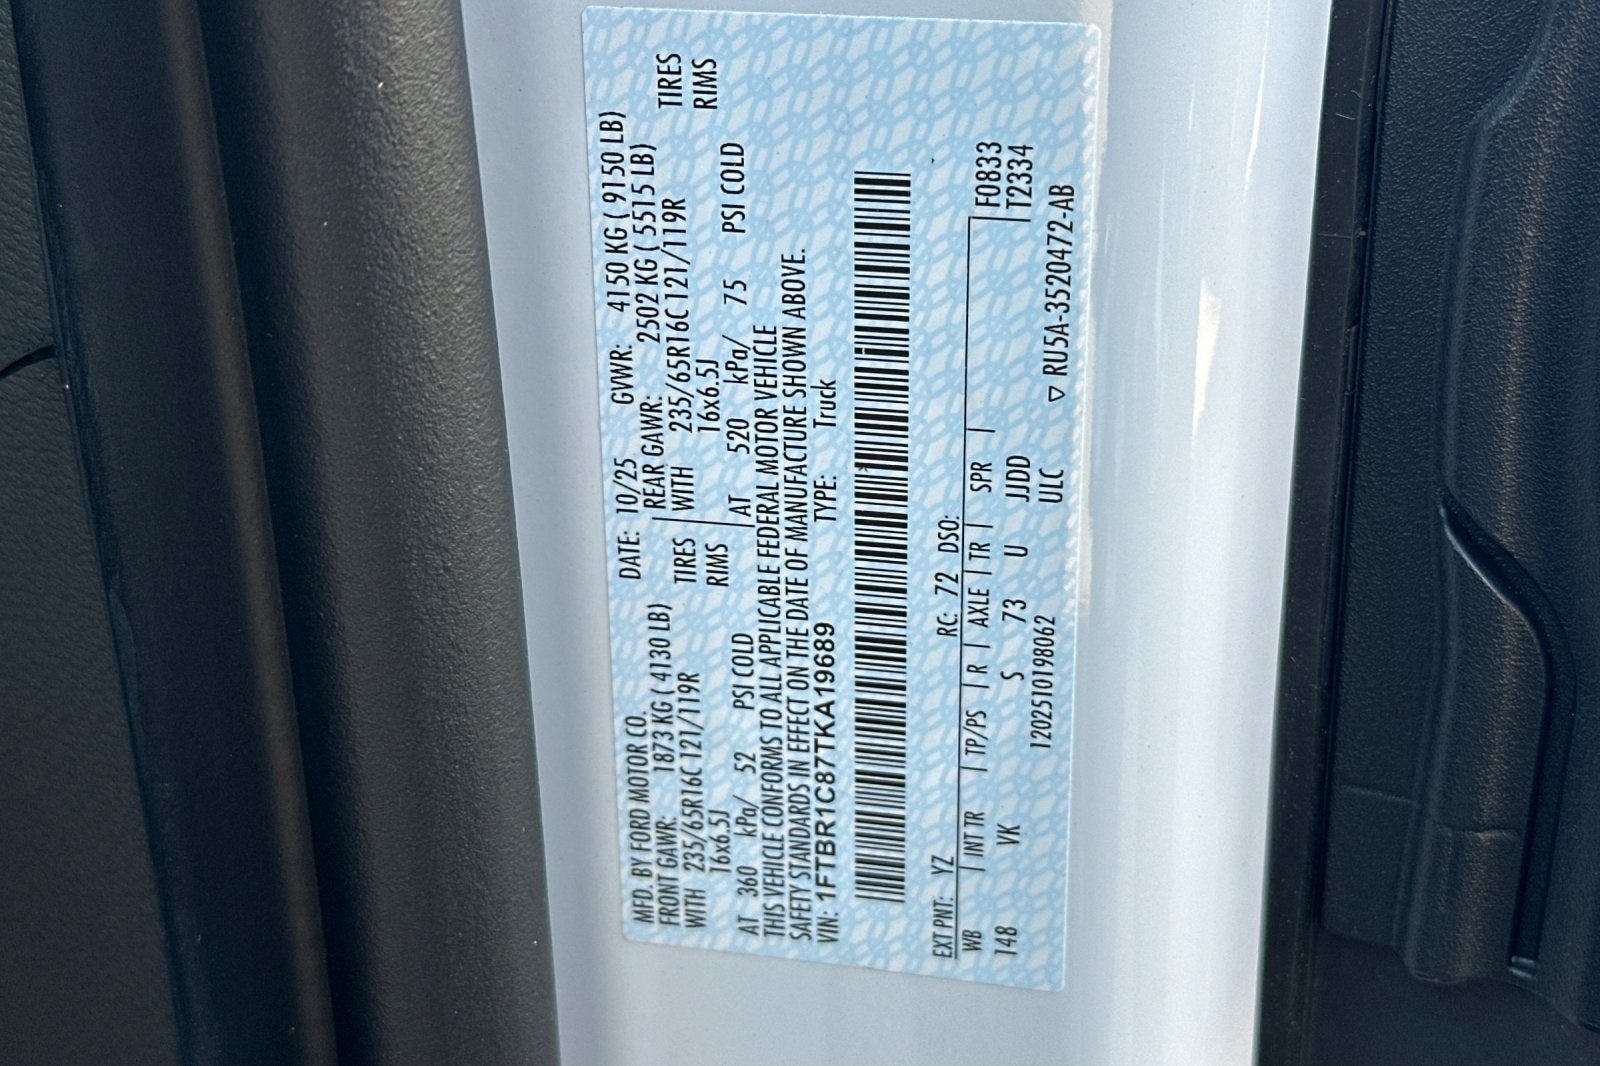 MFD. BY FORD MOTOR CO. DATE: 10/25 GVWR: 4150 KG ( 9150 LB)
FRONT GAWR: 1873 KG ( 4130 LB) REAR GAWR: 2502 KG ( 5515 LB)
WITH 235/65R16C 121/119R TIRES WITH 235/65R16C 121/119R TIRES
16x6.5J RIMS 16x6.5J RIMS
AT 360 kPa/ 52 PSI COLD AT 520 kPa/ 75 PSI COLD
THIS VEHICLE CONFORMS TO ALL APPLICABLE FEDERAL MOTOR VEHICLE
SAFETY STANDARDS IN EFFECT ON THE DATE OF MANUFACTURE SHOWN ABOVE.
VIN: 1FTBR1C87TKA19689 TYPE: Truck
EXT PNT: YZ RC: 72 DSO:
WB | INT TR | TP/PS | R | AXLE | TR | SPR | F0833
148 VK S 73 U JJDD T2334
1202510198062 ULC ▽ RU5A-3520472-AB